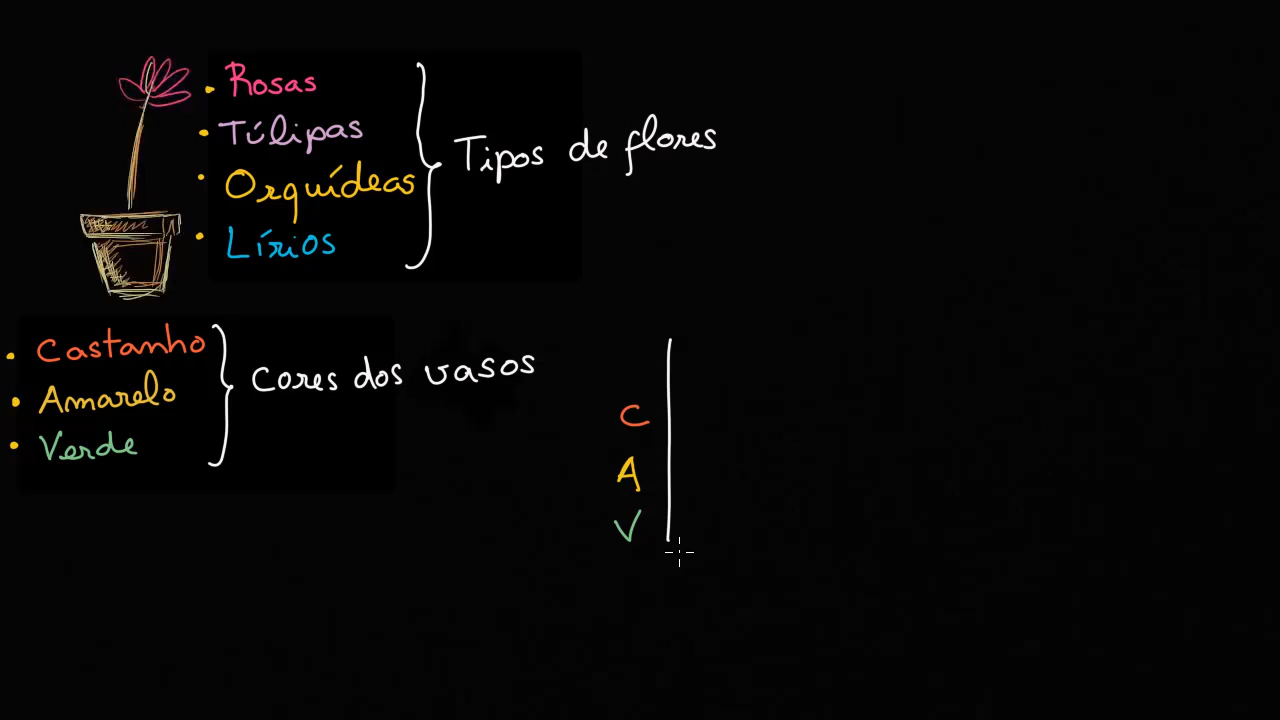 Rosas
Túlipas
Orquídeas
Lírios
Tipos de flores
Castanho
Amarelo
Verde
Cores dos vasos
C
A
V